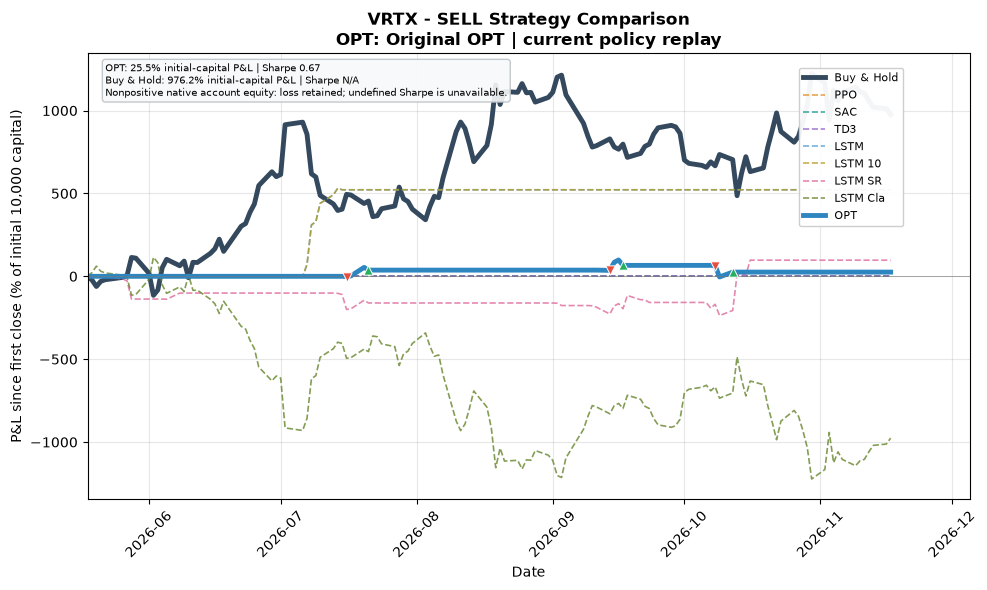 VRTX - SELL Strategy Comparison
OPT: Original OPT | current policy replay
OPT: 25.5% initial-capital P&L | Sharpe 0.67
Buy & Hold: 976.2% initial-capital P&L | Sharpe N/A
Nonpositive native account equity: loss retained; undefined Sharpe is unavailable.
Buy & Hold
PPO
SAC
TD3
LSTM
LSTM 10
LSTM SR
LSTM Cla
OPT
P&L since first close (% of initial 10,000 capital)
1000
500
0
−500
−1000
2026-06
2026-07
2026-08
2026-09
2026-10
2026-11
2026-12
Date